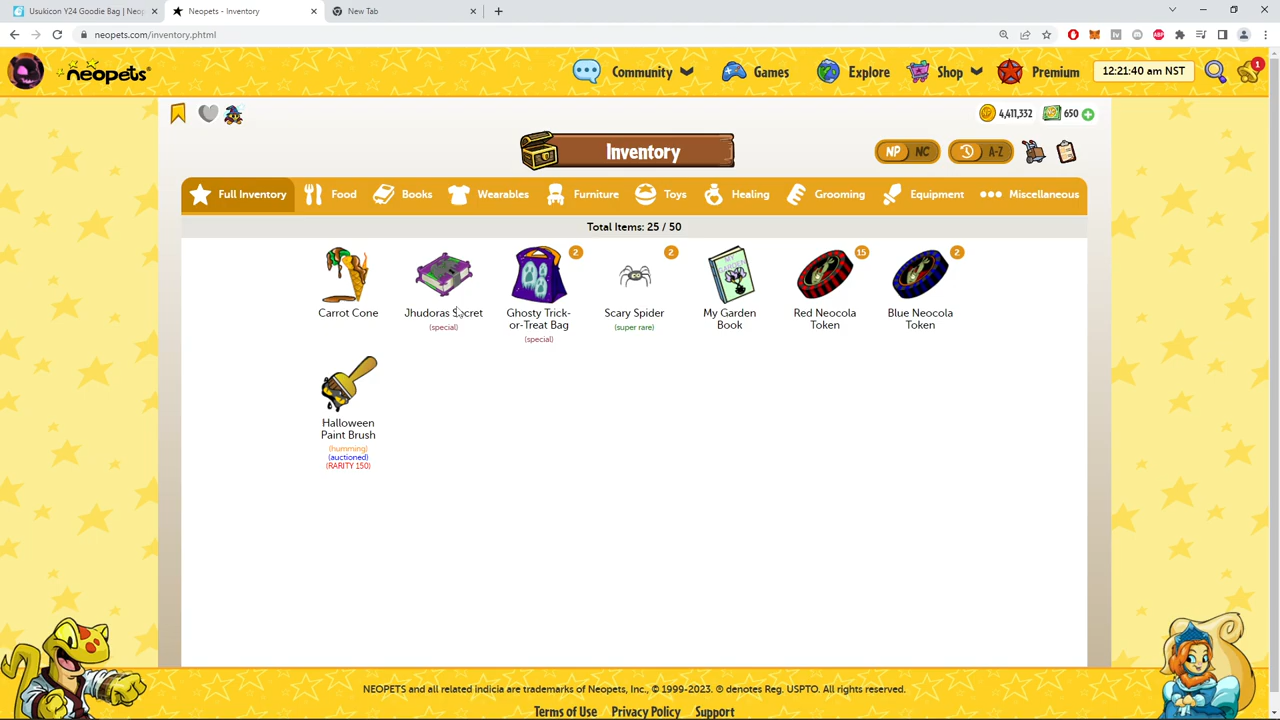 Usukicon Y24 Goodie Bag | Neop
Neopets - Inventory
New Tab
neopets.com/inventory.phtml
neopets
Community
Games
Explore
Shop
Premium
12:21:40 am NST
1
4,411,332
650
Inventory
NP NC
A-Z
Full Inventory
Food
Books
Wearables
Furniture
Toys
Healing
Grooming
Equipment
Miscellaneous
Total Items: 25 / 50
2
2
MY GARDEN
15
2
Carrot Cone
Jhudoras Secret
(special)
Ghosty Trick-
or-Treat Bag
(special)
Scary Spider
(super rare)
My Garden
Book
Red Neocola
Token
Blue Neocola
Token
Halloween
Paint Brush
(humming)
(auctioned)
(RARITY 150)
NEOPETS and all related indicia are trademarks of Neopets, Inc., © 1999-2023. ® denotes Reg. USPTO. All rights reserved.
Terms of Use
Privacy Policy
Support